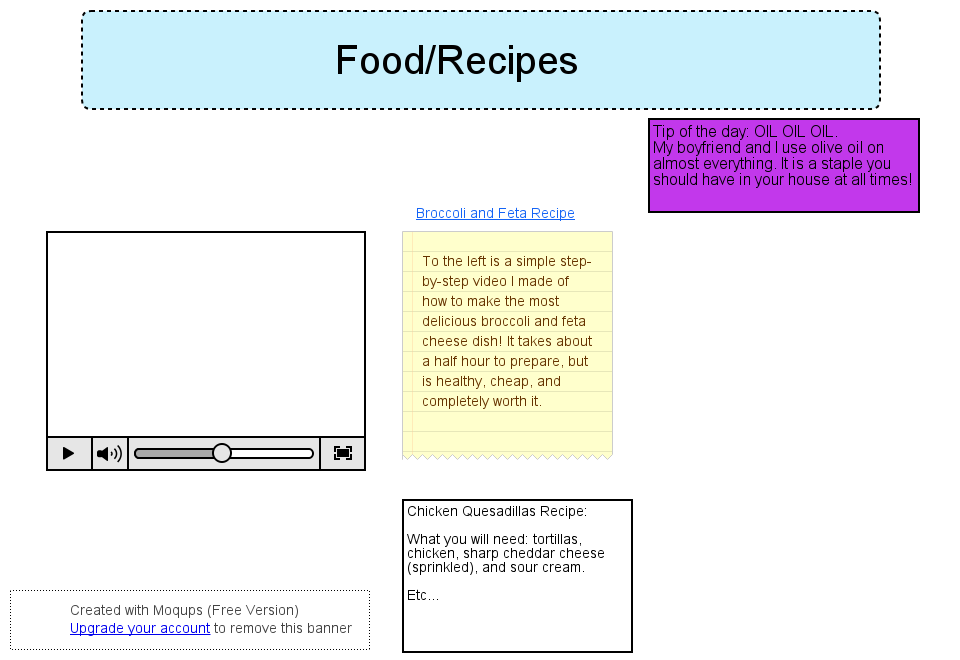 Food/Recipes
Tip of the day: OIL OIL OIL.
My boyfriend and I use olive oil on
almost everything. It is a staple you
should have in your house at all times!
Broccoli and Feta Recipe
To the left is a simple step-
by-step video I made of
how to make the most
delicious broccoli and feta
cheese dish! It takes about
a half hour to prepare, but
is healthy, cheap, and
completely worth it.
Chicken Quesadillas Recipe:
What you will need: tortillas,
chicken, sharp cheddar cheese
(sprinkled), and sour cream.
Etc...
Created with Moqups (Free Version)
Upgrade your account to remove this banner